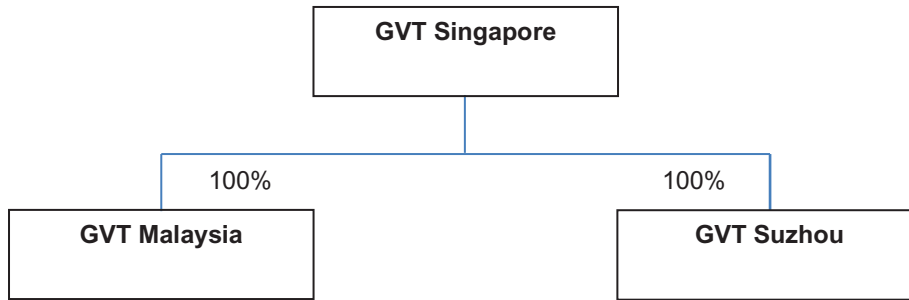 GVT Singapore
100%
100%
GVT Malaysia
GVT Suzhou